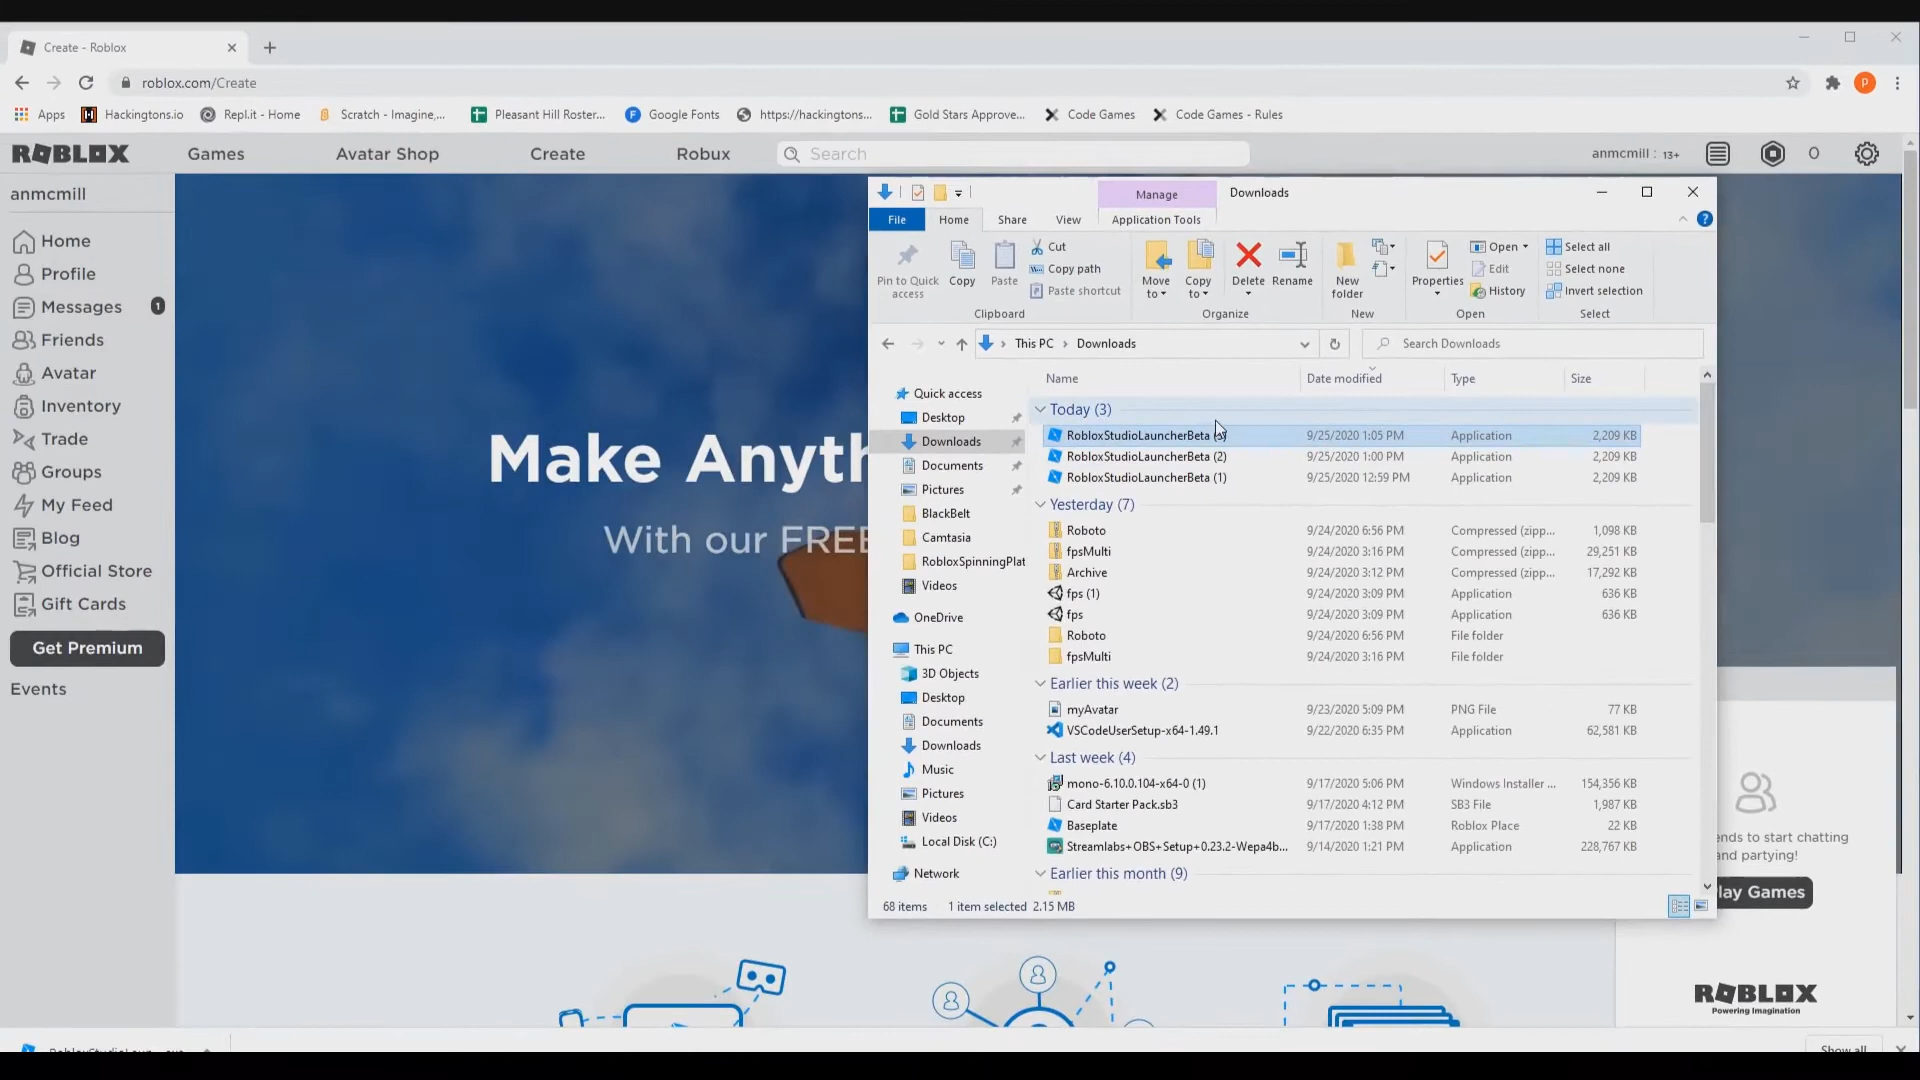 Create - Roblox
roblox.com/Create
P
Apps Hackingtons.io Repl.it - Home Scratch - Imagine,... Pleasant Hill Roster... Google Fonts https://hackingtons... Gold Stars Approve... Code Games Code Games - Rules
ROBLOX Games Avatar Shop Create Robux Search anmcmill : 13+ 0
anmcmill
Home
Profile
Messages 1
Friends
Avatar
Inventory
Trade
Groups
My Feed
Blog
Official Store
Gift Cards
Get Premium
Events
Make Anyth
With our FREE
Manage Downloads
File Home Share View Application Tools
Pin to Quick access
Copy
Paste
Cut
Copy path
Paste shortcut
Clipboard
Move to
Copy to
Delete
Rename
Organize
New folder
New
Properties
Open
Edit
History
Open
Select all
Select none
Invert selection
Select
This PC Downloads Search Downloads
Quick access
Desktop
Downloads
Documents
Pictures
BlackBelt
Camtasia
RobloxSpinningPlat
Videos
OneDrive
This PC
3D Objects
Desktop
Documents
Downloads
Music
Pictures
Videos
Local Disk (C:)
Network
Name Date modified Type Size
Today (3)
RobloxStudioLauncherBeta 9/25/2020 1:05 PM Application 2,209 KB
RobloxStudioLauncherBeta (2) 9/25/2020 1:00 PM Application 2,209 KB
RobloxStudioLauncherBeta (1) 9/25/2020 12:59 PM Application 2,209 KB
Yesterday (7)
Roboto 9/24/2020 6:56 PM Compressed (zipp... 1,098 KB
fpsMulti 9/24/2020 3:16 PM Compressed (zipp... 29,251 KB
Archive 9/24/2020 3:12 PM Compressed (zipp... 17,292 KB
fps (1) 9/24/2020 3:09 PM Application 636 KB
fps 9/24/2020 3:09 PM Application 636 KB
Roboto 9/24/2020 6:56 PM File folder
fpsMulti 9/24/2020 3:16 PM File folder
Earlier this week (2)
myAvatar 9/23/2020 5:09 PM PNG File 77 KB
VSCodeUserSetup-x64-1.49.1 9/22/2020 6:35 PM Application 62,581 KB
Last week (4)
mono-6.10.0.104-x64-0 (1) 9/17/2020 5:06 PM Windows Installer ... 154,356 KB
Card Starter Pack.sb3 9/17/2020 4:12 PM SB3 File 1,987 KB
Baseplate 9/17/2020 1:38 PM Roblox Place 22 KB
Streamlabs+OBS+Setup+0.23.2-Wepa4b... 9/14/2020 1:21 PM Application 228,767 KB
Earlier this month (9)
68 items 1 item selected 2.15 MB
ends to start chatting
and partying!
lay Games
ROBLOX
Powering Imagination
Show all